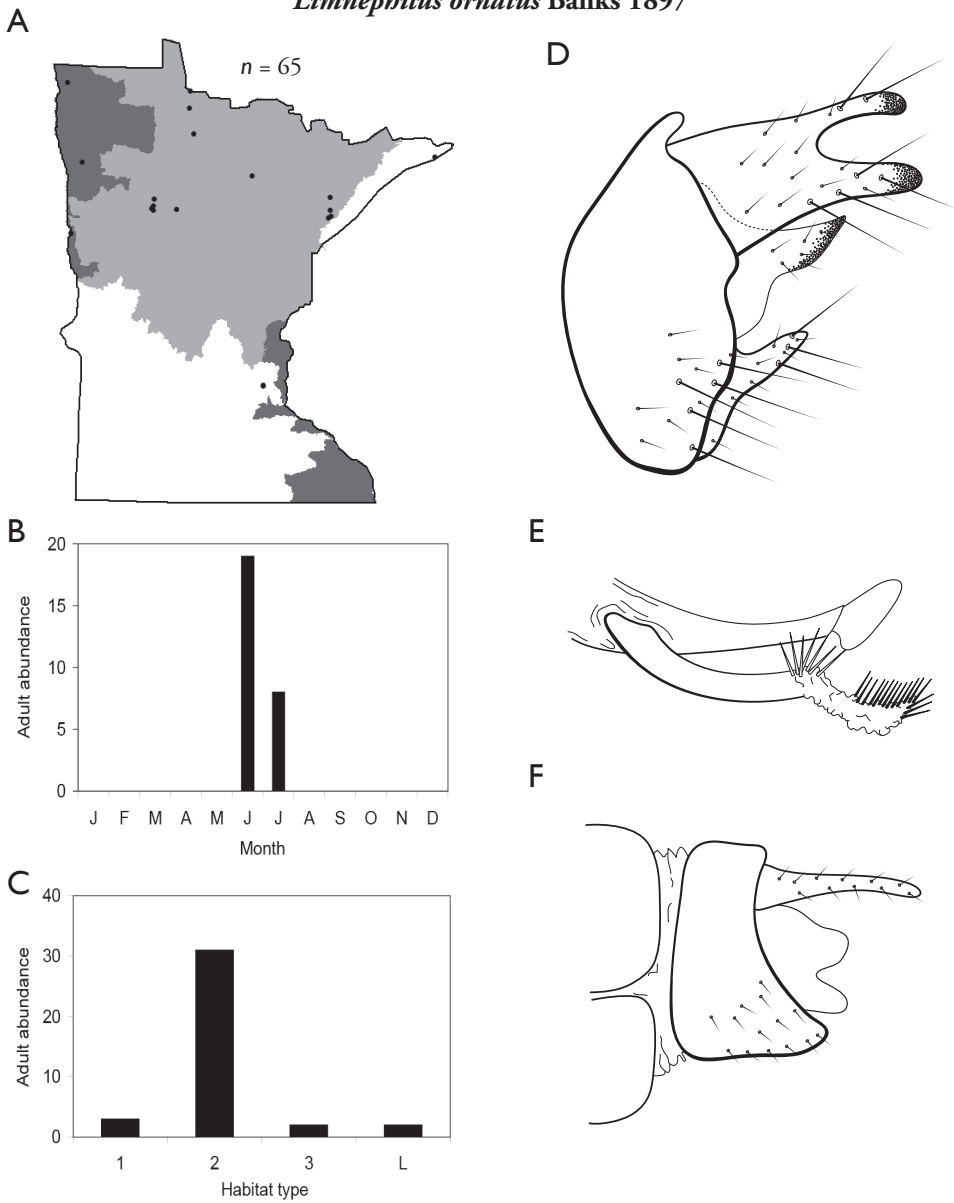 Limnephilus ornatus Banks 1897
A
n = 65
D
B
Adult abundance
20
15
10
5
0
J F M A M J J A S O N D
Month
C
Adult abundance
40
30
20
10
0
1 2 3 L
Habitat type
E
F